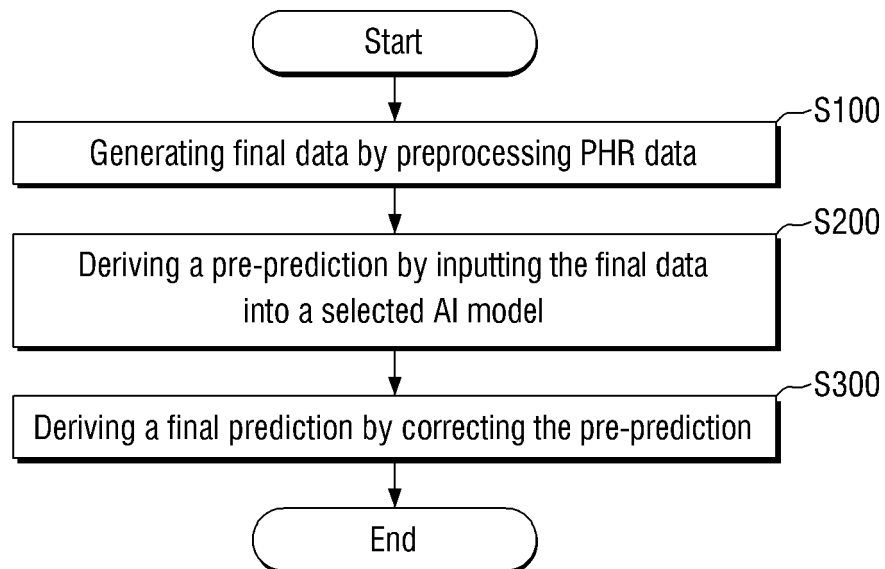 Start
S100
Generating final data by preprocessing PHR data
S200
Deriving a pre-prediction by inputting the final data
into a selected AI model
S300
Deriving a final prediction by correcting the pre-prediction
End